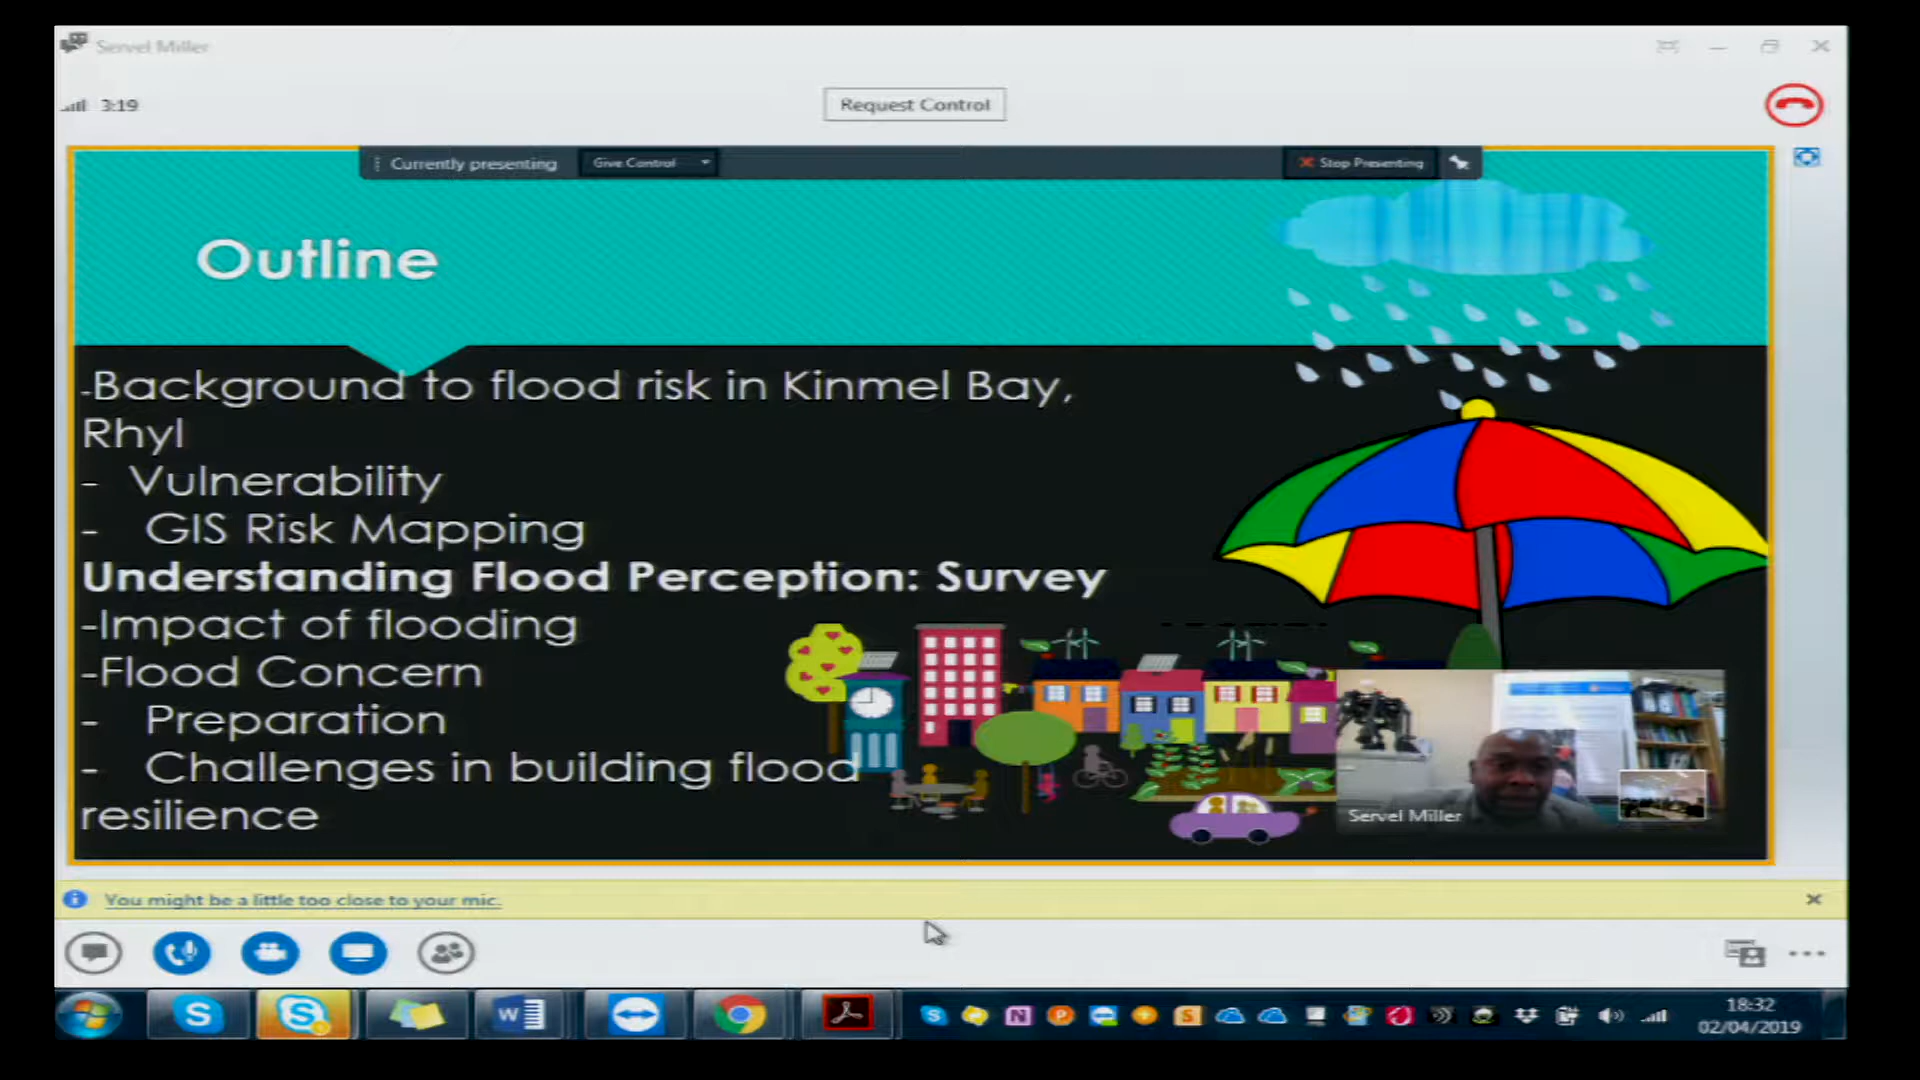 Servel Miller
3:19
Request Control
Currently presenting
Give Control
Stop Presenting
Outline
-Background to flood risk in Kinmel Bay,
Rhyl
- Vulnerability
- GIS Risk Mapping
Understanding Flood Perception: Survey
-Impact of flooding
-Flood Concern
- Preparation
- Challenges in building flood
resilience
Servel Miller
You might be a little too close to your mic.
18:32
02/04/2019